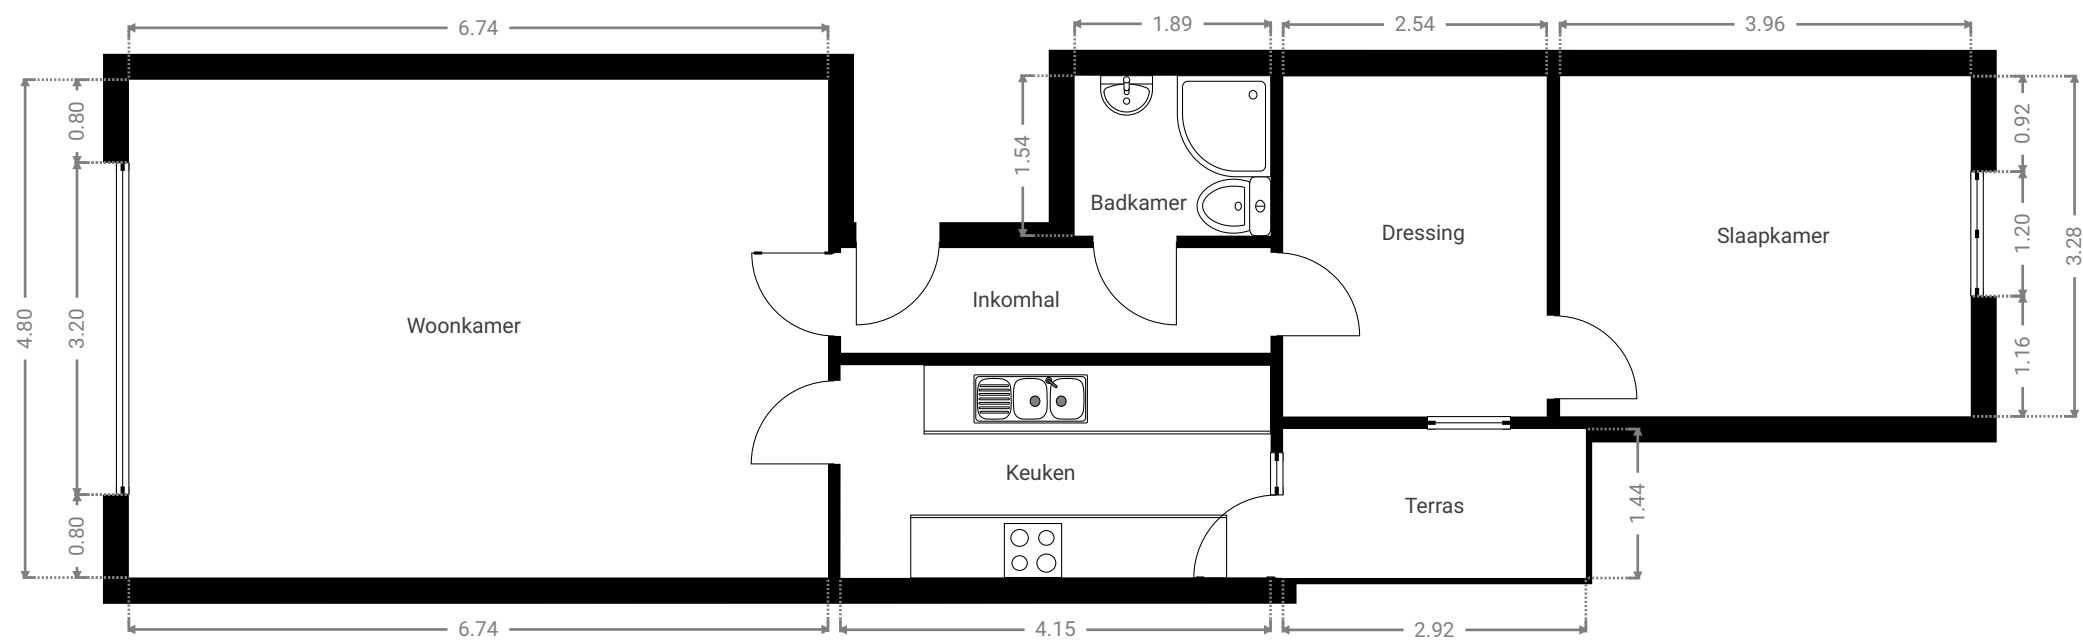 6.74
1.89
2.54
3.96
0.80
0.92
1.54
Badkamer
Dressing
Slaapkamer
1.20
3.28
Inkomhal
Woonkamer
4.80
3.20
1.16
Keuken
Terras
1.44
0.80
6.74
4.15
2.92